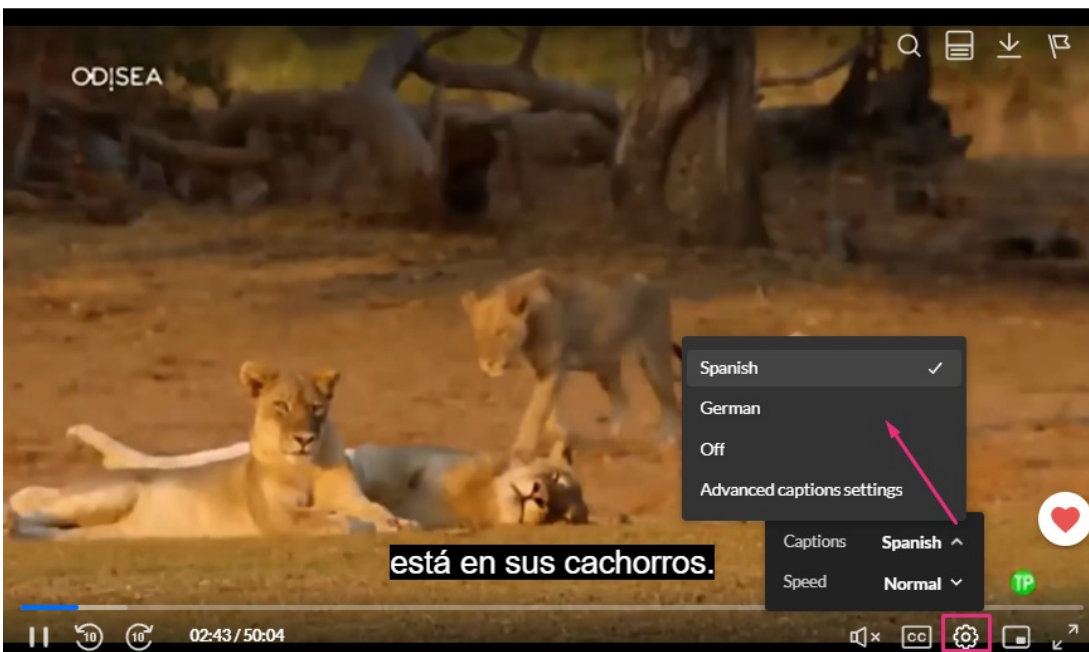 ODISEA
Spanish
German
Off
Advanced captions settings
Captions Spanish
está en sus cachorros.
Speed Normal
TP
10 10 02:43 / 50:04 CC